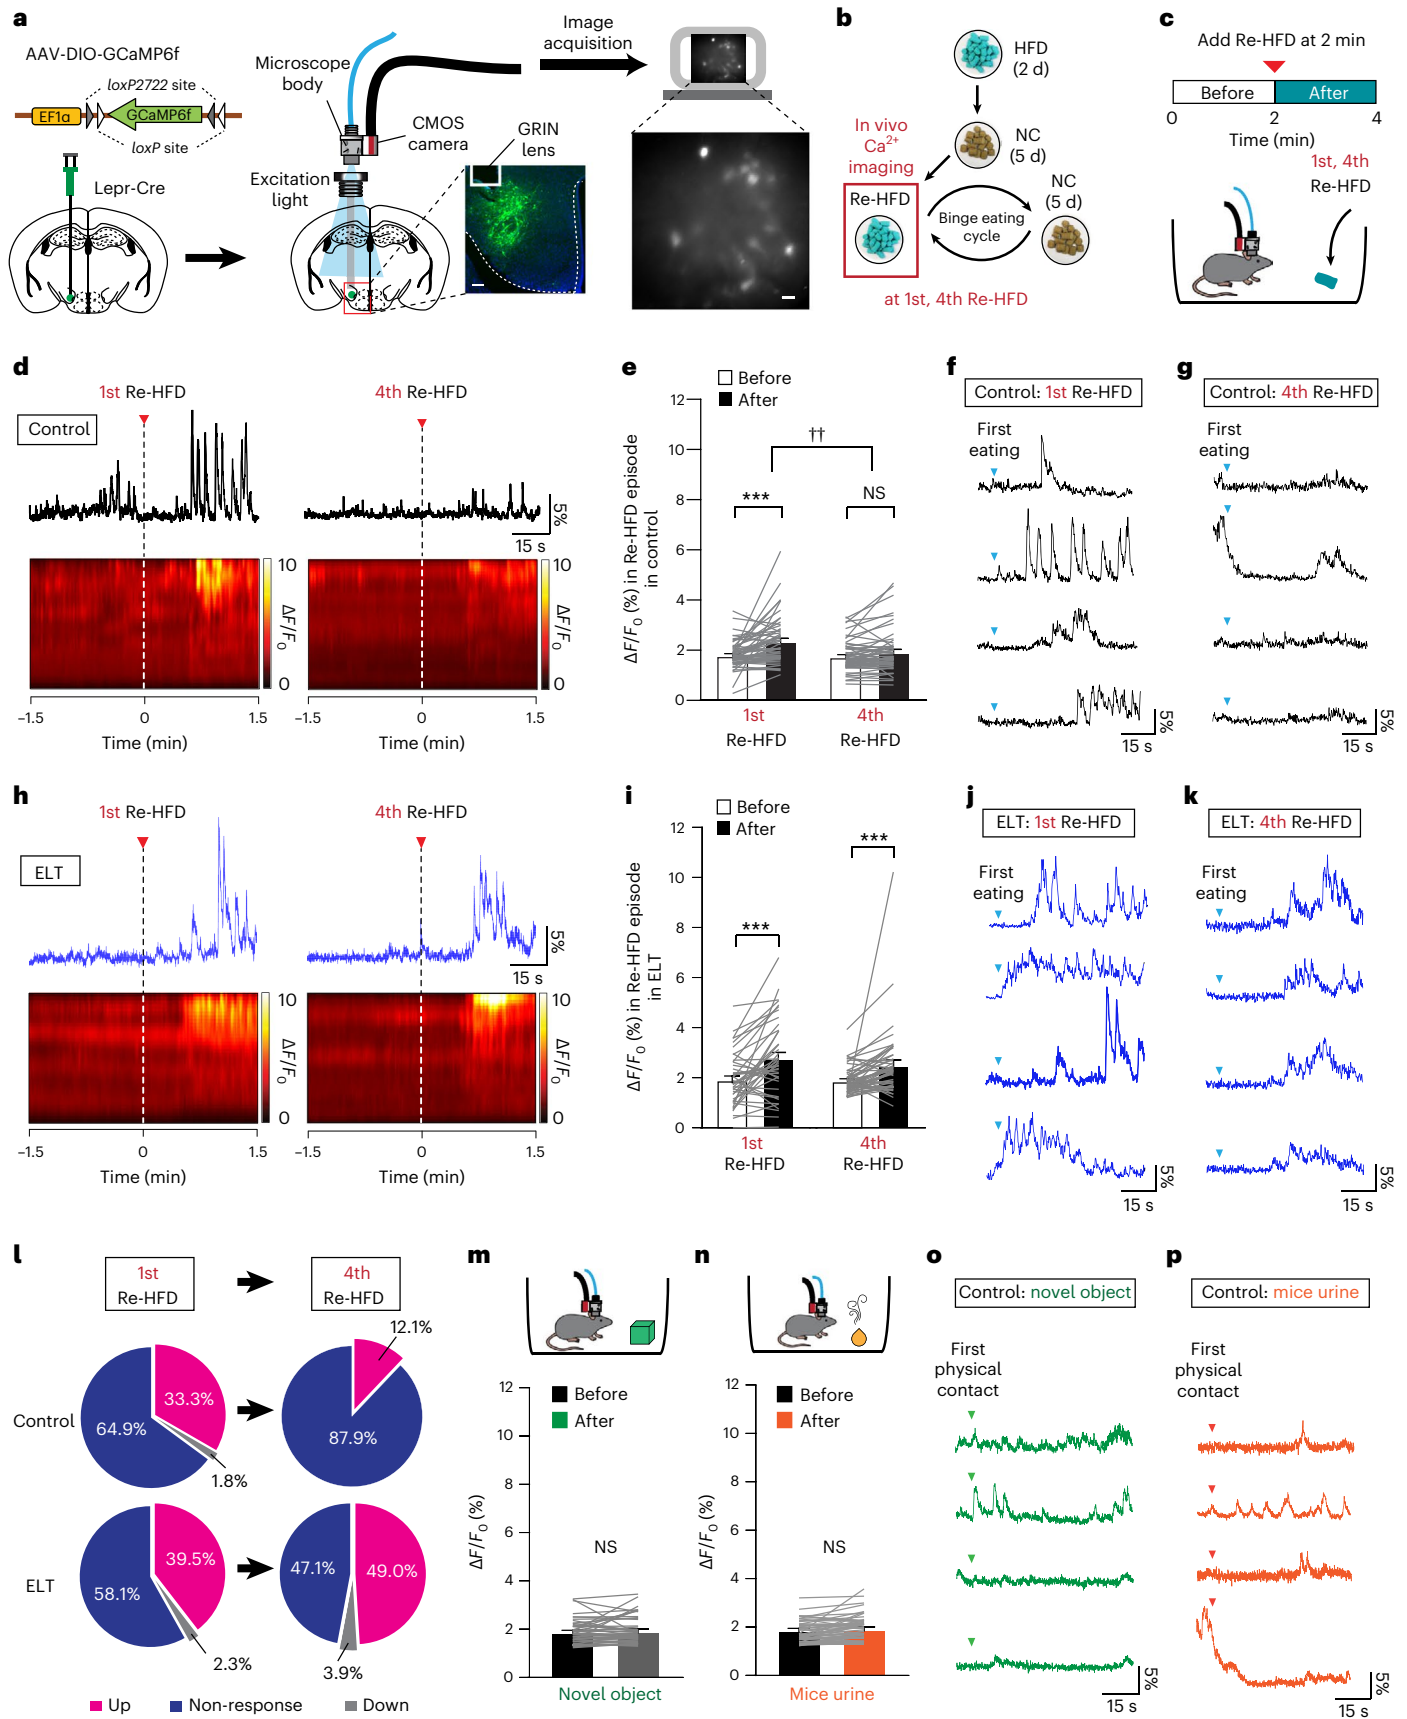 a
AAV-DIO-GCaMP6f
loxP2722 site
EF1α
GCaMP6f
loxP site
Lepr-Cre
Microscope
body
CMOS
camera
Excitation
light
GRIN
lens
Image
acquisition
b
HFD
(2 d)
In vivo
Ca2+
imaging
NC
(5 d)
Re-HFD
NC
(5 d)
Binge eating
cycle
at 1st, 4th Re-HFD
c
Add Re-HFD at 2 min
Before
After
0
2
4
Time (min)
1st, 4th
Re-HFD
d
1st Re-HFD
4th Re-HFD
Control
5%
15 s
10
ΔF/F0
0
10
ΔF/F0
0
–1.5
0
1.5
–1.5
0
1.5
Time (min)
Time (min)
e
Before
After
ΔF/F0 (%) in Re-HFD episode
in control
12
10
8
6
4
2
0
††
***
NS
1st
Re-HFD
4th
Re-HFD
f
Control: 1st Re-HFD
First
eating
5%
15 s
g
Control: 4th Re-HFD
First
eating
5%
15 s
h
1st Re-HFD
4th Re-HFD
ELT
5%
15 s
10
ΔF/F0
0
10
ΔF/F0
0
–1.5
0
1.5
–1.5
0
1.5
Time (min)
Time (min)
i
Before
After
ΔF/F0 (%) in Re-HFD episode
in ELT
12
10
8
6
4
2
0
***
***
1st
Re-HFD
4th
Re-HFD
j
ELT: 1st Re-HFD
First
eating
5%
15 s
k
ELT: 4th Re-HFD
First
eating
5%
15 s
l
1st
Re-HFD
4th
Re-HFD
Control
33.3%
64.9%
1.8%
12.1%
87.9%
ELT
39.5%
58.1%
2.3%
47.1%
49.0%
3.9%
Up
Non-response
Down
m
Before
After
ΔF/F0 (%)
12
10
8
6
4
2
0
NS
Novel object
n
Before
After
ΔF/F0 (%)
12
10
8
6
4
2
0
NS
Mice urine
o
Control: novel object
First
physical
contact
5%
15 s
p
Control: mice urine
First
physical
contact
5%
15 s